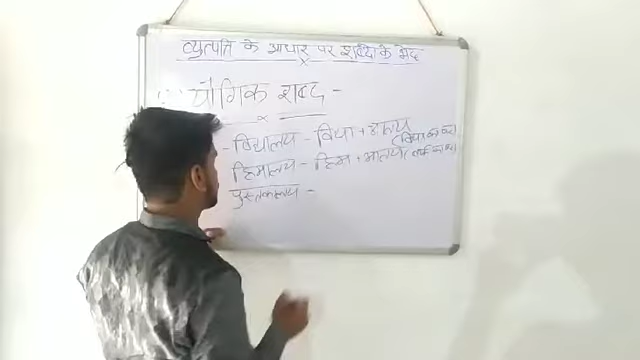 व्युत्पत्ति के आधार पर शब्दों के भेद
यौगिक शब्द -
- विद्यालय - विद्या + आलय (विद्या का घर)
हिमालय - हिम + आलय (बर्फ का घर)
पुस्तकालय -